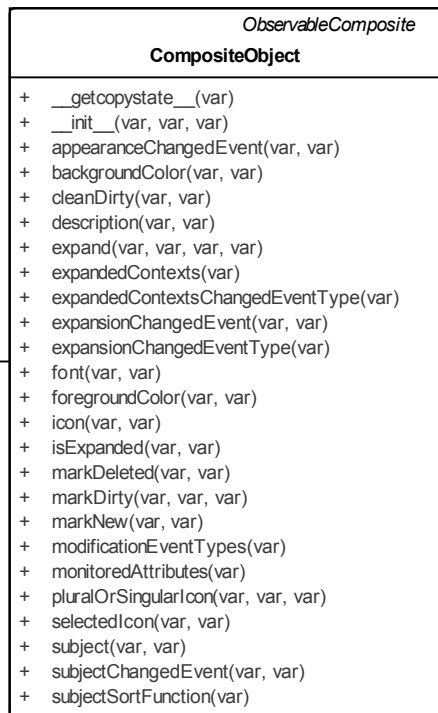 ObservableComposite
CompositeObject
+ __getcopystate__(var)
+ __init__(var, var, var)
+ appearanceChangedEvent(var, var)
+ backgroundColor(var, var)
+ cleanDirty(var, var)
+ description(var, var)
+ expand(var, var, var, var)
+ expandedContexts(var)
+ expandedContextsChangedEventType(var)
+ expansionChangedEvent(var, var)
+ expansionChangedEventType(var)
+ font(var, var)
+ foregroundColor(var, var)
+ icon(var, var)
+ isExpanded(var, var)
+ markDeleted(var, var)
+ markDirty(var, var, var)
+ markNew(var, var)
+ modificationEventTypes(var)
+ monitoredAttributes(var)
+ pluralOrSingularIcon(var, var, var)
+ selectedIcon(var, var)
+ subject(var, var)
+ subjectChangedEvent(var, var)
+ subjectSortFunction(var)